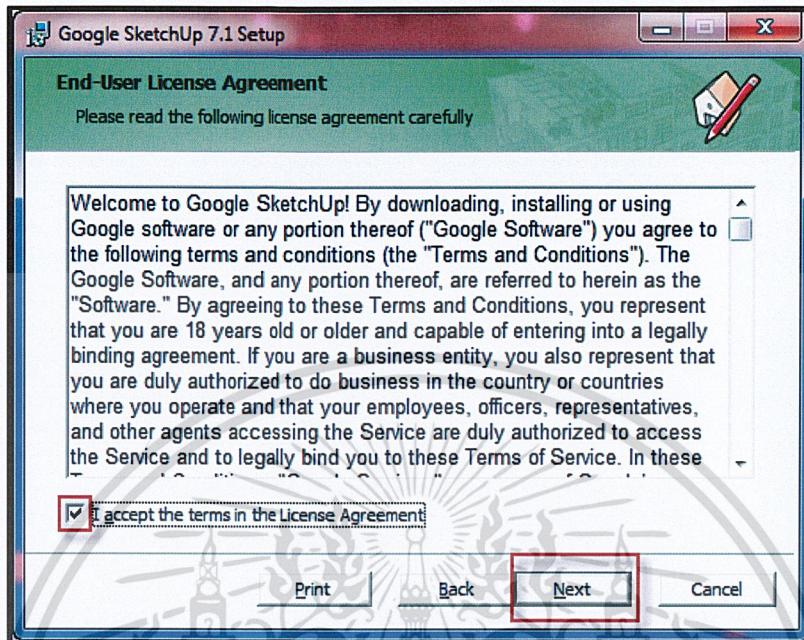 Google SketchUp 7.1 Setup
End-User License Agreement
Please read the following license agreement carefully
Welcome to Google SketchUp! By downloading, installing or using
Google software or any portion thereof ("Google Software") you agree to
the following terms and conditions (the "Terms and Conditions"). The
Google Software, and any portion thereof, are referred to herein as the
"Software." By agreeing to these Terms and Conditions, you represent
that you are 18 years old or older and capable of entering into a legally
binding agreement. If you are a business entity, you also represent that
you are duly authorized to do business in the country or countries
where you operate and that your employees, officers, representatives,
and other agents accessing the Service are duly authorized to access
the Service and to legally bind you to these Terms of Service. In these
I accept the terms in the License Agreement
Print Back Next Cancel